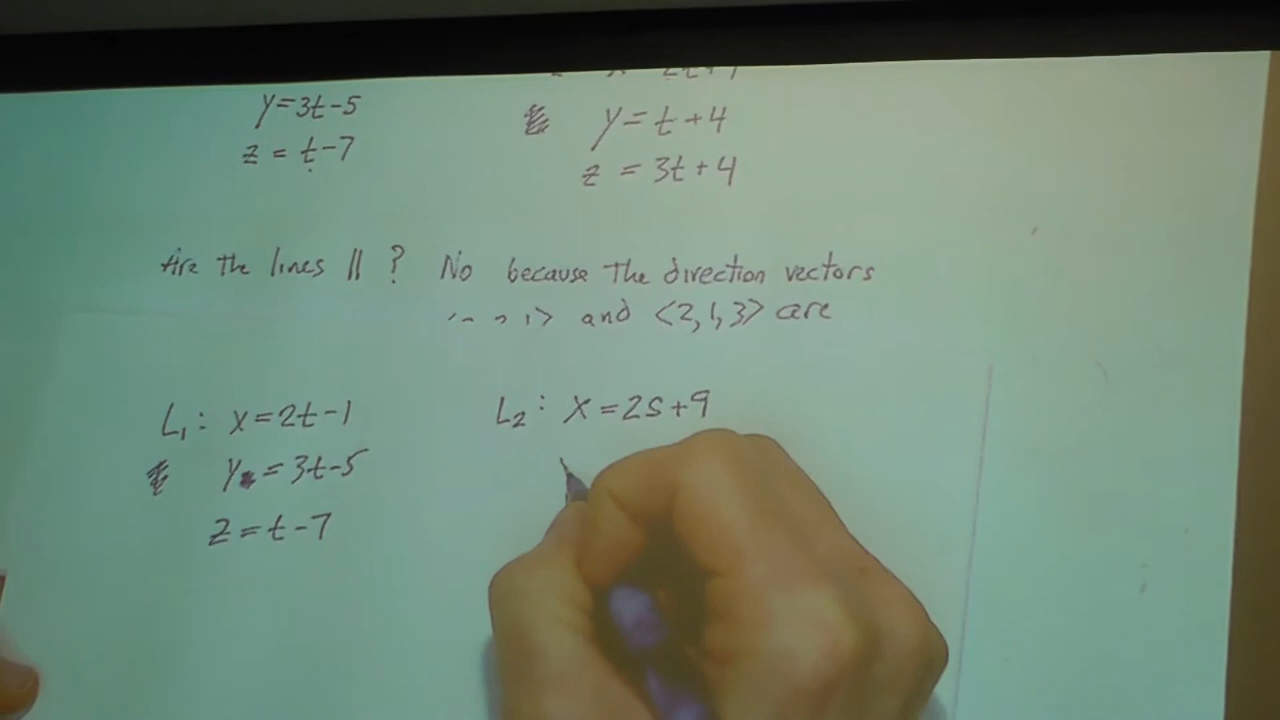 y=3t-5
z = t-7
y= t+4
z = 3t+4
Are the lines || ? No because the direction vectors
and <2,1,3> are
L₁: x=2t-1
y = 3t-5
z=t-7
L₂: x=2s+9